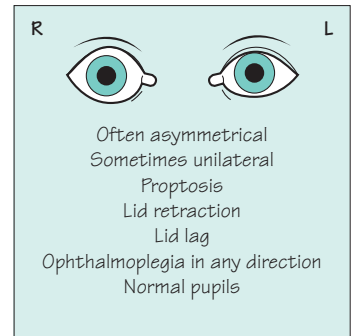 R L
Often asymmetrical
Sometimes unilateral
Proptosis
Lid retraction
Lid lag
Ophthalmoplegia in any direction
Normal pupils